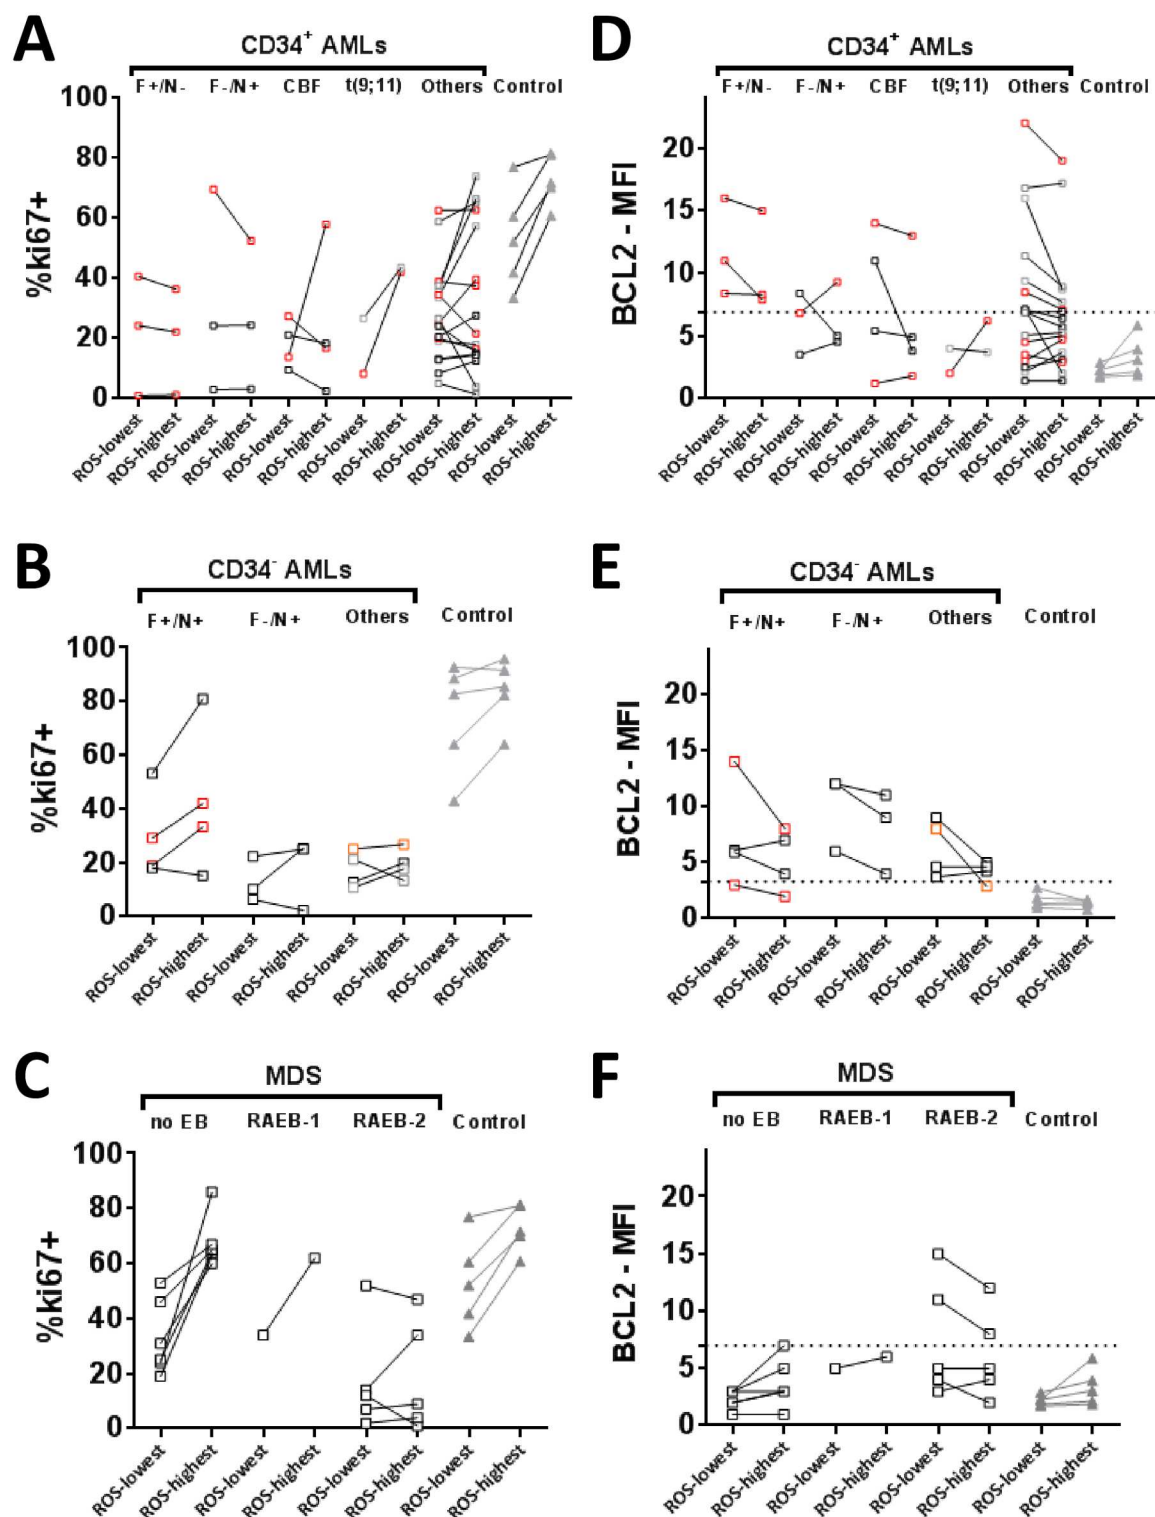 A
CD34+ AMLs
F+/N- F-/N+ CBF t(9;11) Others Control
%ki67+
100
80
60
40
20
0
ROS-lowest ROS-highest ROS-lowest ROS-highest ROS-lowest ROS-highest ROS-lowest ROS-highest ROS-lowest ROS-highest ROS-lowest ROS-highest
D
CD34+ AMLs
F+/N- F-/N+ CBF t(9;11) Others Control
BCL2 - MFI
20
15
10
5
0
ROS-lowest ROS-highest ROS-lowest ROS-highest ROS-lowest ROS-highest ROS-lowest ROS-highest ROS-lowest ROS-highest ROS-lowest ROS-highest
B
CD34- AMLs
F+/N+ F-/N+ Others Control
%ki67+
100
80
60
40
20
0
ROS-lowest ROS-highest ROS-lowest ROS-highest ROS-lowest ROS-highest ROS-lowest ROS-highest
E
CD34- AMLs
F+/N+ F-/N+ Others Control
BCL2 - MFI
20
15
10
5
0
ROS-lowest ROS-highest ROS-lowest ROS-highest ROS-lowest ROS-highest ROS-lowest ROS-highest
C
MDS
no EB RAEB-1 RAEB-2 Control
%ki67+
100
80
60
40
20
0
ROS-lowest ROS-highest ROS-lowest ROS-highest ROS-lowest ROS-highest ROS-lowest ROS-highest
F
MDS
no EB RAEB-1 RAEB-2 Control
BCL2 - MFI
20
15
10
5
0
ROS-lowest ROS-highest ROS-lowest ROS-highest ROS-lowest ROS-highest ROS-lowest ROS-highest